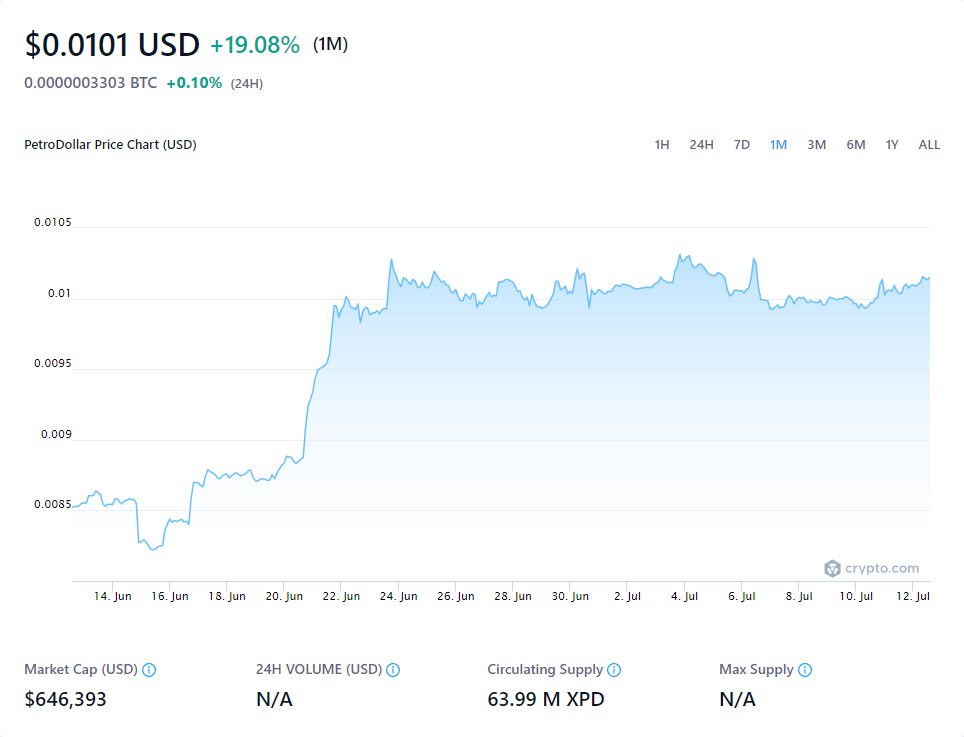 $0.0101 USD +19.08% (1M)
0.0000003303 BTC +0.10% (24H)
PetroDollar Price Chart (USD) 1H 24H 7D 1M 3M 6M 1Y ALL
0.0105
0.01
0.0095
0.009
0.0085
crypto.com
14. Jun 16. Jun 18. Jun 20. Jun 22. Jun 24. Jun 26. Jun 28. Jun 30. Jun 2. Jul 4. Jul 6. Jul 8. Jul 10. Jul 12. Jul
Market Cap (USD) 24H VOLUME (USD) Circulating Supply Max Supply
$646,393 N/A 63.99 M XPD N/A